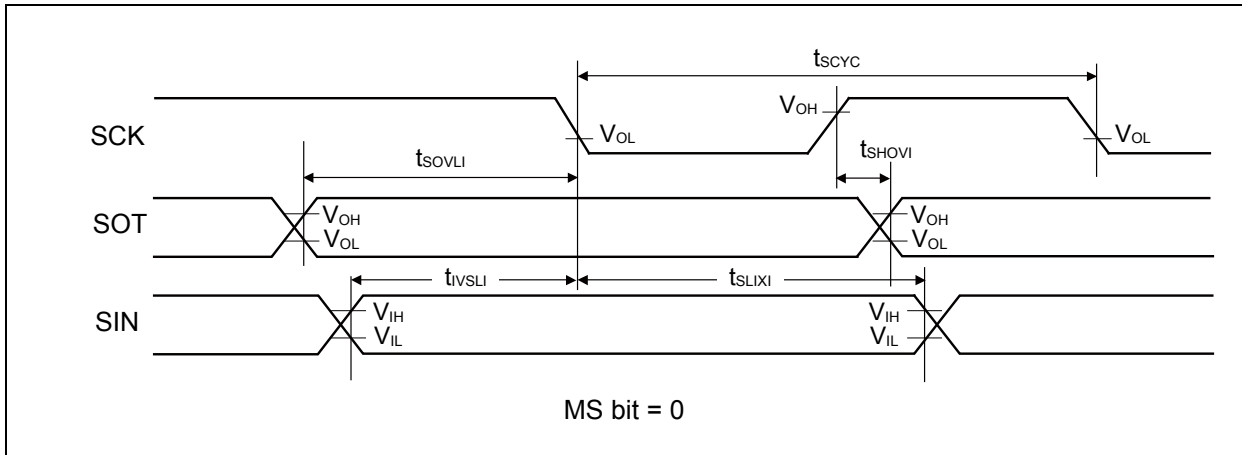 tSCYC
SCK
VOH
VOL
VOL
tSOVLI
tSHOVI
SOT
VOH
VOL
VOH
VOL
tIVSLI
tSLIXI
SIN
VIH
VIL
VIH
VIL
MS bit = 0